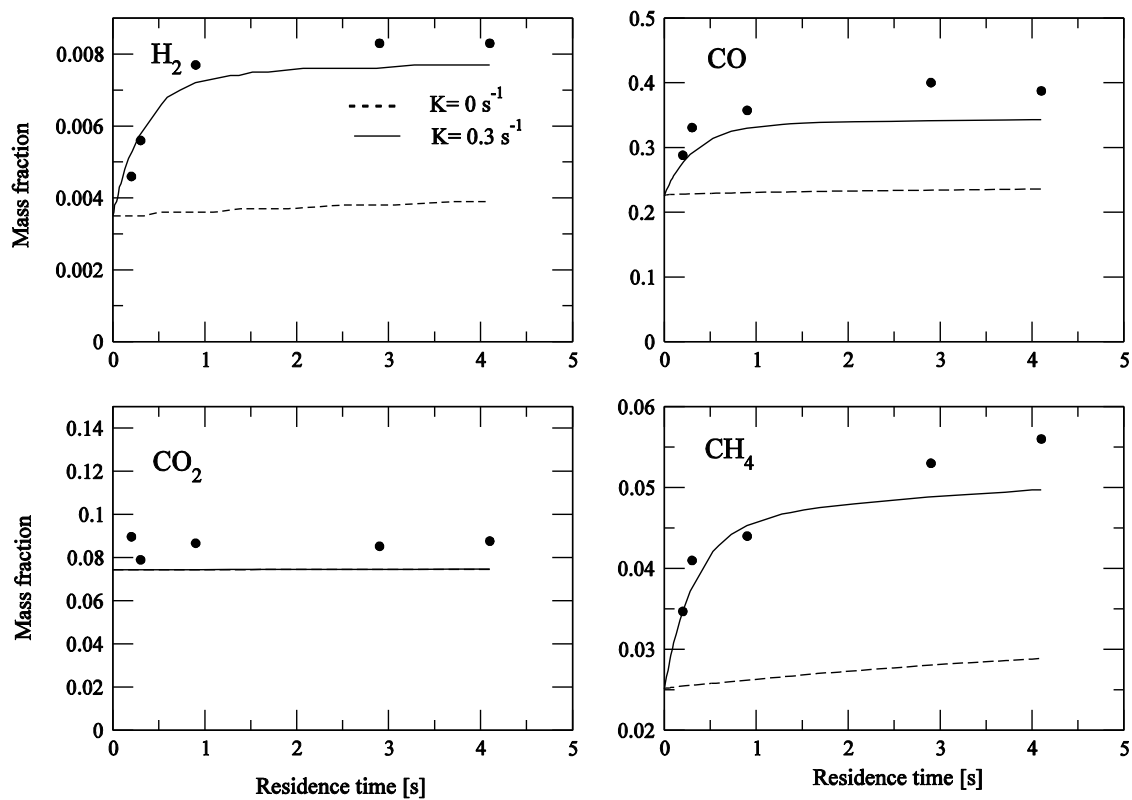 H2
0.008
0.006
0.004
0.002
0
0 1 2 3 4 5
Mass fraction
K= 0 s-1
K= 0.3 s-1
CO
0.5
0.4
0.3
0.2
0.1
0
0 1 2 3 4 5
CO2
0.14
0.12
0.1
0.08
0.06
0.04
0.02
0
0 1 2 3 4 5
Mass fraction
Residence time [s]
CH4
0.06
0.05
0.04
0.03
0.02
0 1 2 3 4 5
Residence time [s]